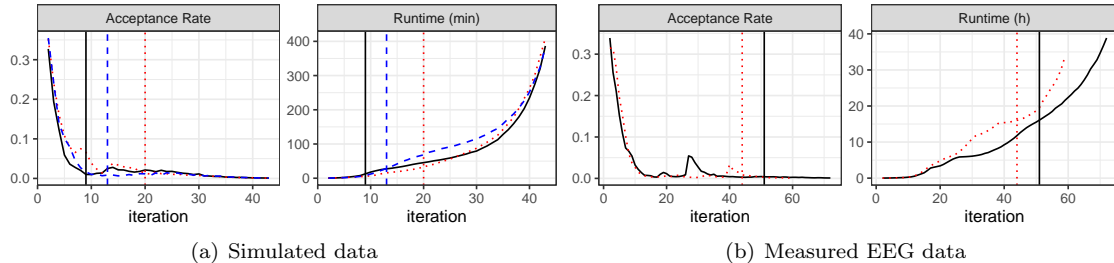 Acceptance Rate
Runtime (min)
Acceptance Rate
Runtime (h)
0.3
0.2
0.1
0.0
400
300
200
100
0
0.3
0.2
0.1
0.0
40
30
20
10
0
0 10 20 30 40
0 10 20 30 40
0 20 40 60
0 20 40 60
iteration
iteration
iteration
iteration
(a) Simulated data
(b) Measured EEG data